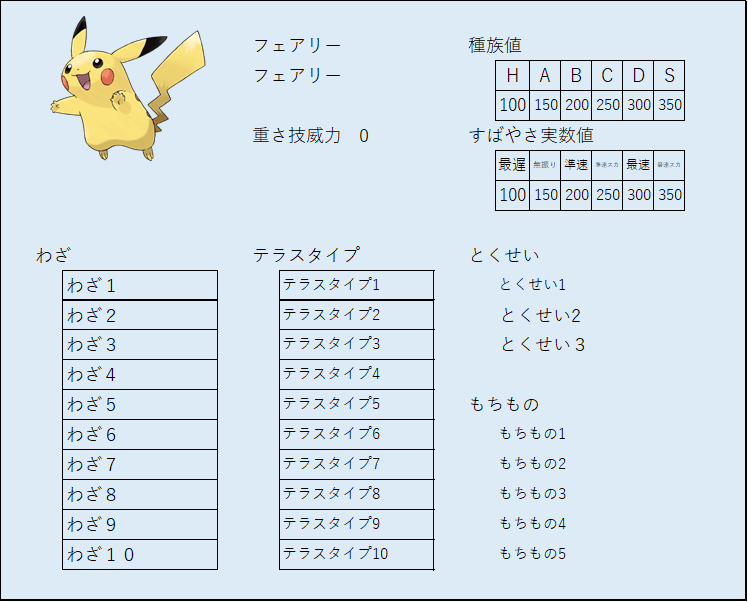 フェアリー
フェアリー
重さ技威力　0
種族値
H A B C D S
100 150 200 250 300 350
すばやさ実数値
最遅 無振り 準速 準速スカ 最速 最速スカ
100 150 200 250 300 350
わざ
わざ１
わざ２
わざ３
わざ４
わざ５
わざ６
わざ７
わざ８
わざ９
わざ１０
テラスタイプ
テラスタイプ1
テラスタイプ2
テラスタイプ3
テラスタイプ4
テラスタイプ5
テラスタイプ6
テラスタイプ7
テラスタイプ8
テラスタイプ9
テラスタイプ10
とくせい
とくせい1
とくせい2
とくせい３
もちもの
もちもの1
もちもの2
もちもの3
もちもの4
もちもの5